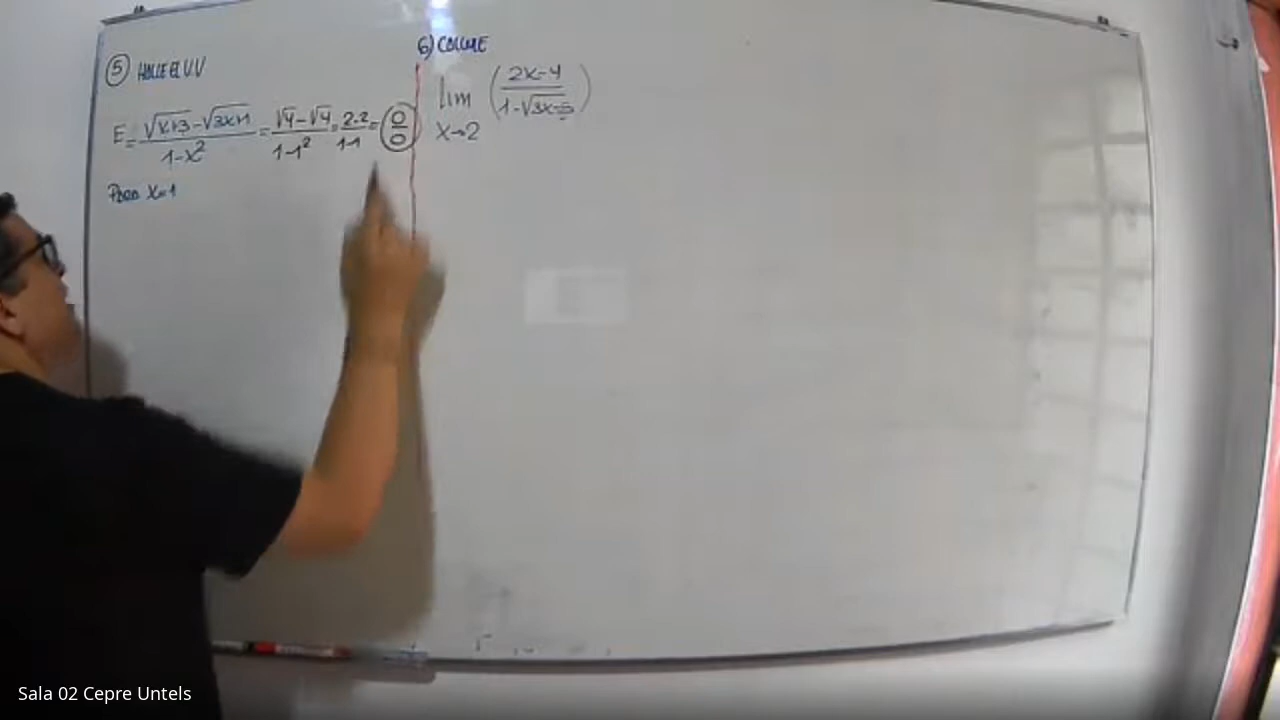 5 HALLE EL V.V
E = √x+3 - √3x+1 / 1-x² = √4 - √4 / 1-1² = 2-2 / 1-1 = 0/0
Para x=1
6) CALCULE
lim x→2 (2x-4 / 1-√3x-5)
Sala 02 Cepre Untels